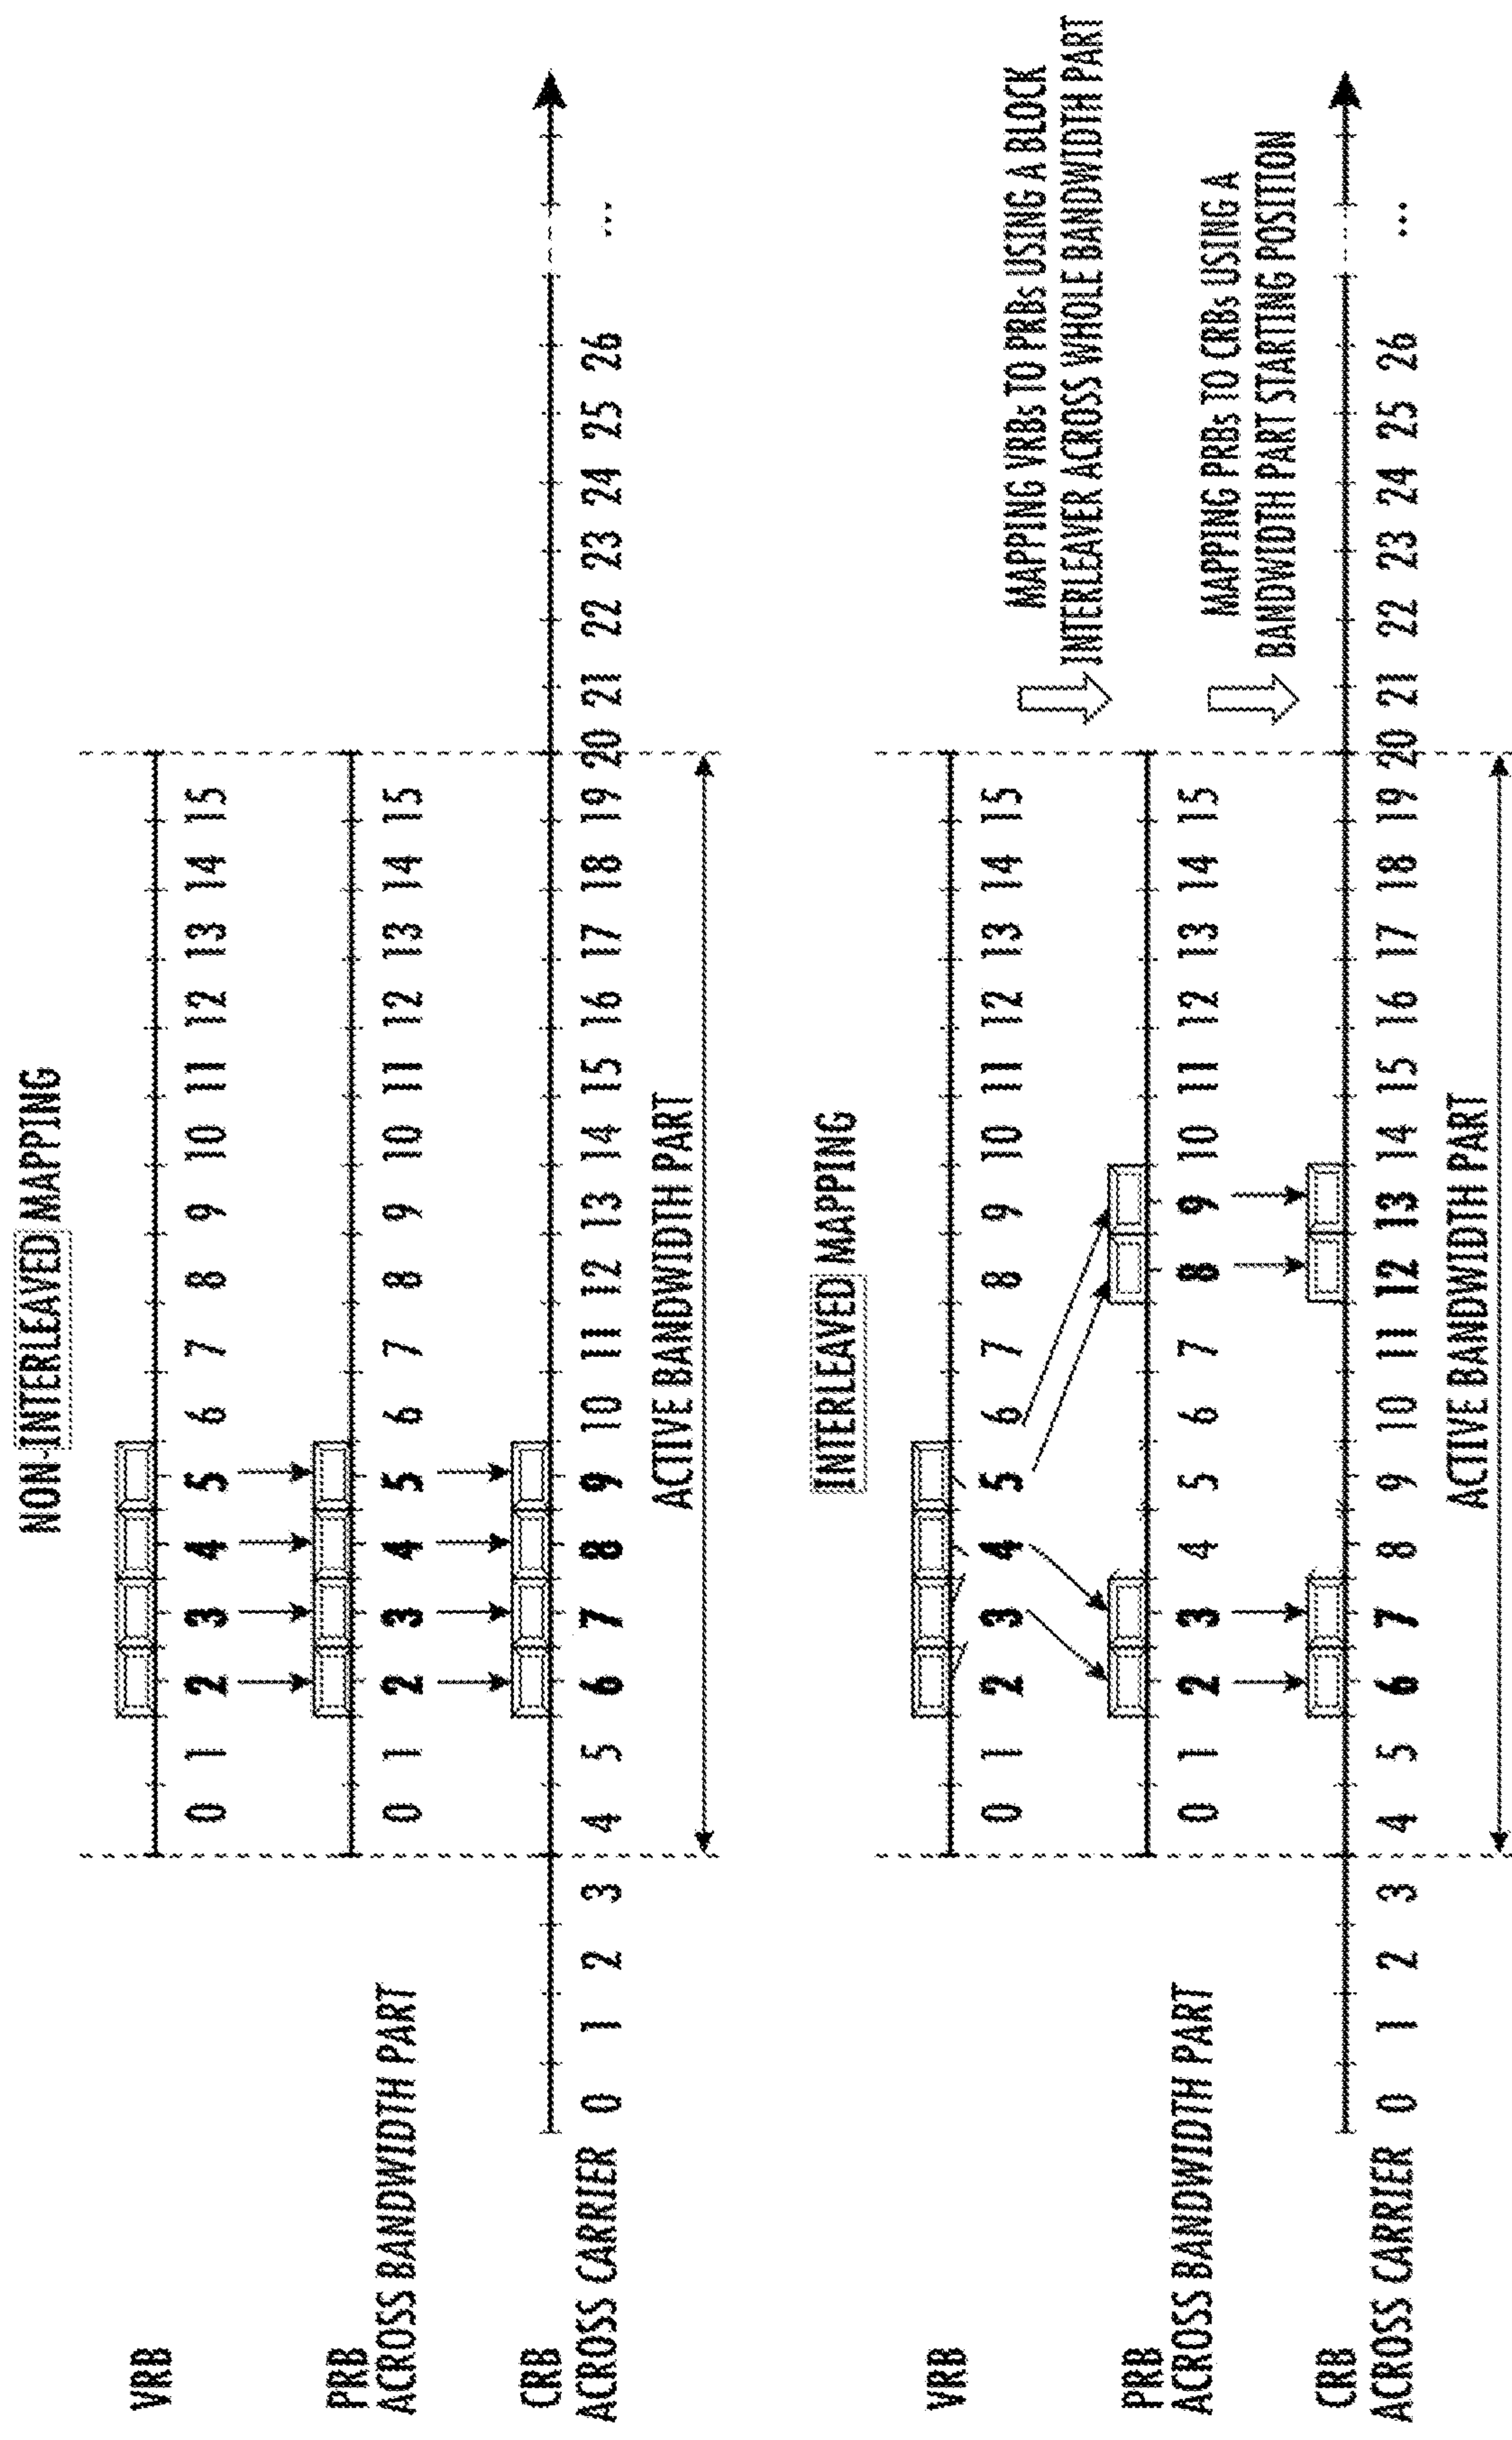 NON-INTERLEAVED MAPPING
VRB
0 1 2 3 4 5 6 7 8 9 10 11 12 13 14 15
PRB
ACROSS BANDWIDTH PART
0 1 2 3 4 5 6 7 8 9 10 11 12 13 14 15
CRB
ACROSS CARRIER
0 1 2 3 4 5 6 7 8 9 10 11 12 13 14 15 16 17 18 19 20 21 22 23 24 25 26 ...
ACTIVE BANDWIDTH PART
INTERLEAVED MAPPING
VRB
0 1 2 3 4 5 6 7 8 9 10 11 12 13 14 15
MAPPING VRBs TO PRBs USING A BLOCK
INTERLEAVER ACROSS WHOLE BANDWIDTH PART
PRB
ACROSS BANDWIDTH PART
0 1 2 3 4 5 6 7 8 9 10 11 12 13 14 15
MAPPING PRBs TO CRBs USING A
BANDWIDTH PART STARTING POSITION
CRB
ACROSS CARRIER
0 1 2 3 4 5 6 7 8 9 10 11 12 13 14 15 16 17 18 19 20 21 22 23 24 25 26 ...
ACTIVE BANDWIDTH PART